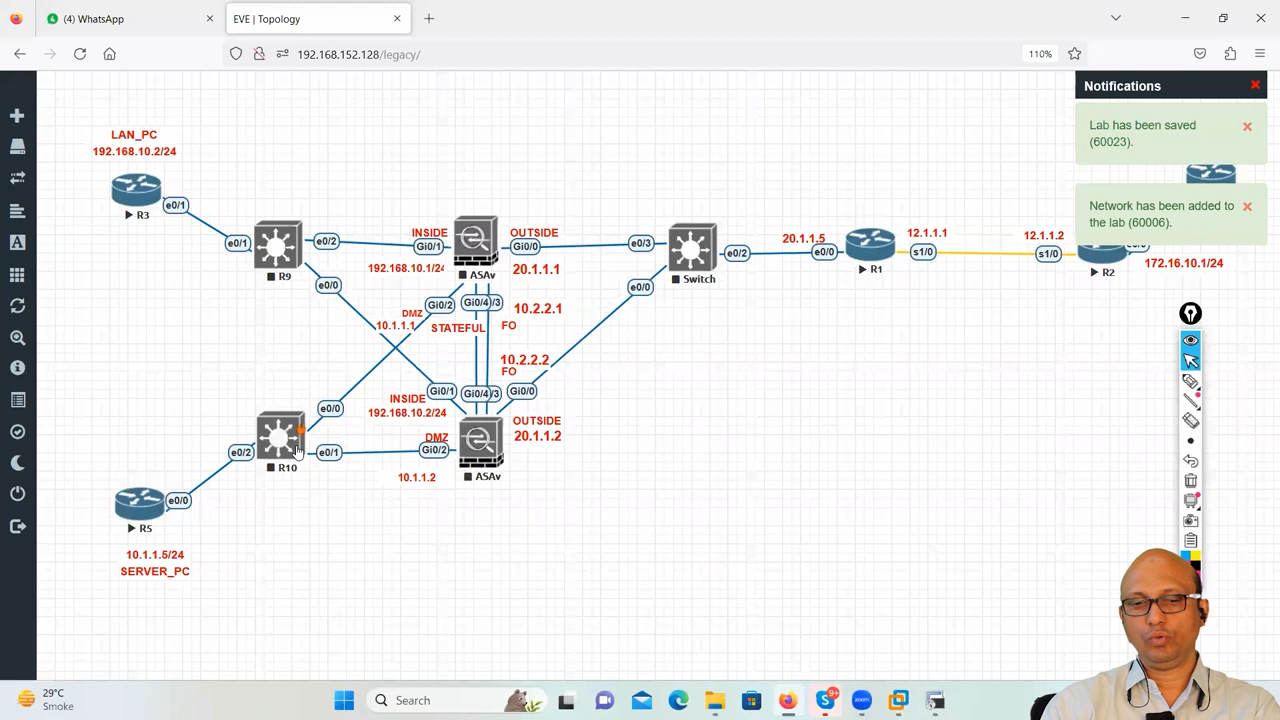 (4) WhatsApp
EVE | Topology
192.168.152.128/legacy/
110%
Notifications
Lab has been saved
(60023).
Network has been added to
the lab (60006).
LAN_PC
192.168.10.2/24
R3
e0/1
e0/1
R9
e0/2
e0/0
INSIDE
Gi0/1
192.168.10.1/24
ASAv
OUTSIDE
Gi0/0
20.1.1.1
e0/3
e0/0
Switch
e0/2
20.1.1.5
e0/0
R1
12.1.1.1
s1/0
12.1.1.2
s1/0
R2
172.16.10.1/24
DMZ
Gi0/2
10.1.1.1
Gi0/4
/3
10.2.2.1
STATEFUL
FO
10.2.2.2
FO
Gi0/1
Gi0/4
/3
Gi0/0
INSIDE
192.168.10.2/24
OUTSIDE
20.1.1.2
DMZ
Gi0/2
ASAv
10.1.1.2
e0/0
e0/1
e0/2
R10
e0/0
R5
10.1.1.5/24
SERVER_PC
29°C
Smoke
Search
9+